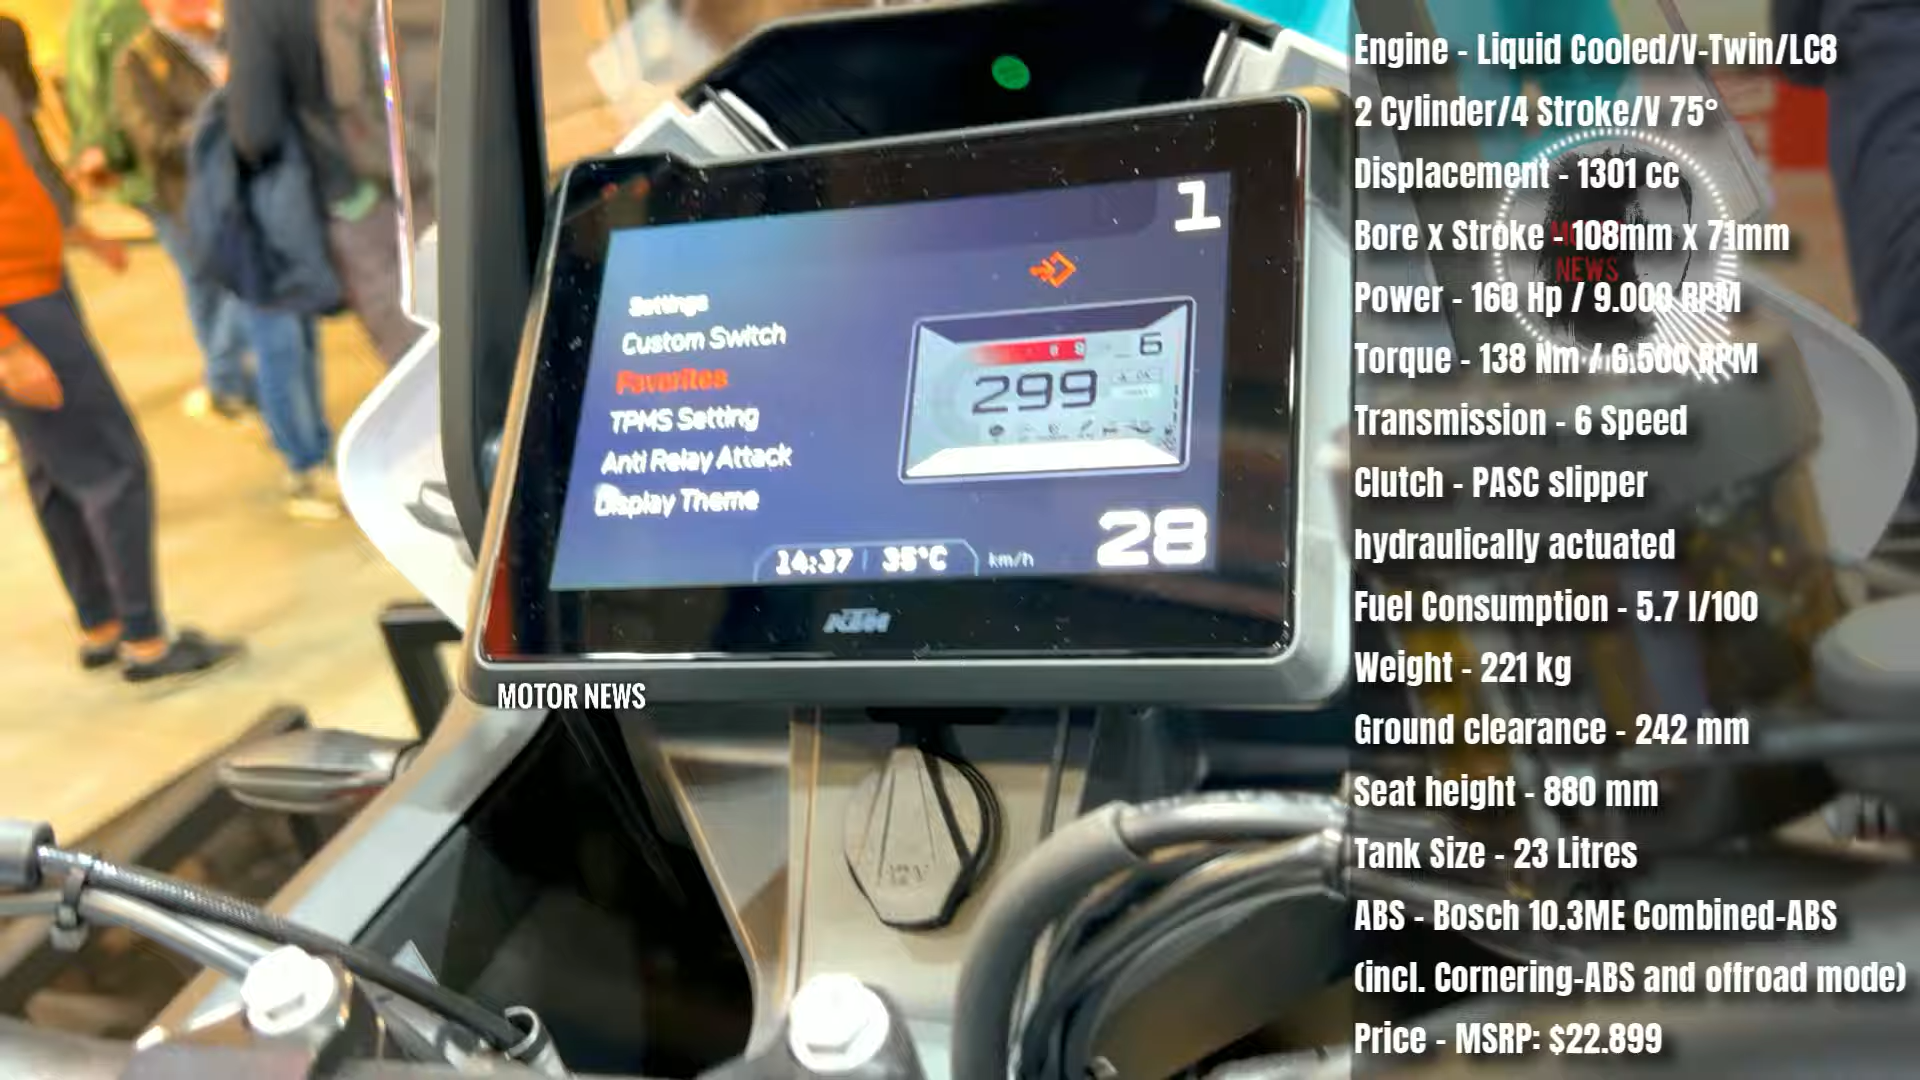 1
Settings
Custom Switch
Favorites
TPMS Setting
Anti Relay Attack
Display Theme
6
299
14:37 35°C km/h 28
KTM
MOTOR NEWS
12V
Engine - Liquid Cooled/V-Twin/LC8
2 Cylinder/4 Stroke/V 75°
Displacement - 1301 cc
Bore x Stroke - 108mm x 71mm
NEWS
Power - 160 Hp / 9.000 RPM
Torque - 138 Nm / 6.500 RPM
Transmission - 6 Speed
Clutch - PASC slipper
hydraulically actuated
Fuel Consumption - 5.7 l/100
Weight - 221 kg
Ground clearance - 242 mm
Seat height - 880 mm
Tank Size - 23 Litres
ABS - Bosch 10.3ME Combined-ABS
(incl. Cornering-ABS and offroad mode)
Price - MSRP: $22.899